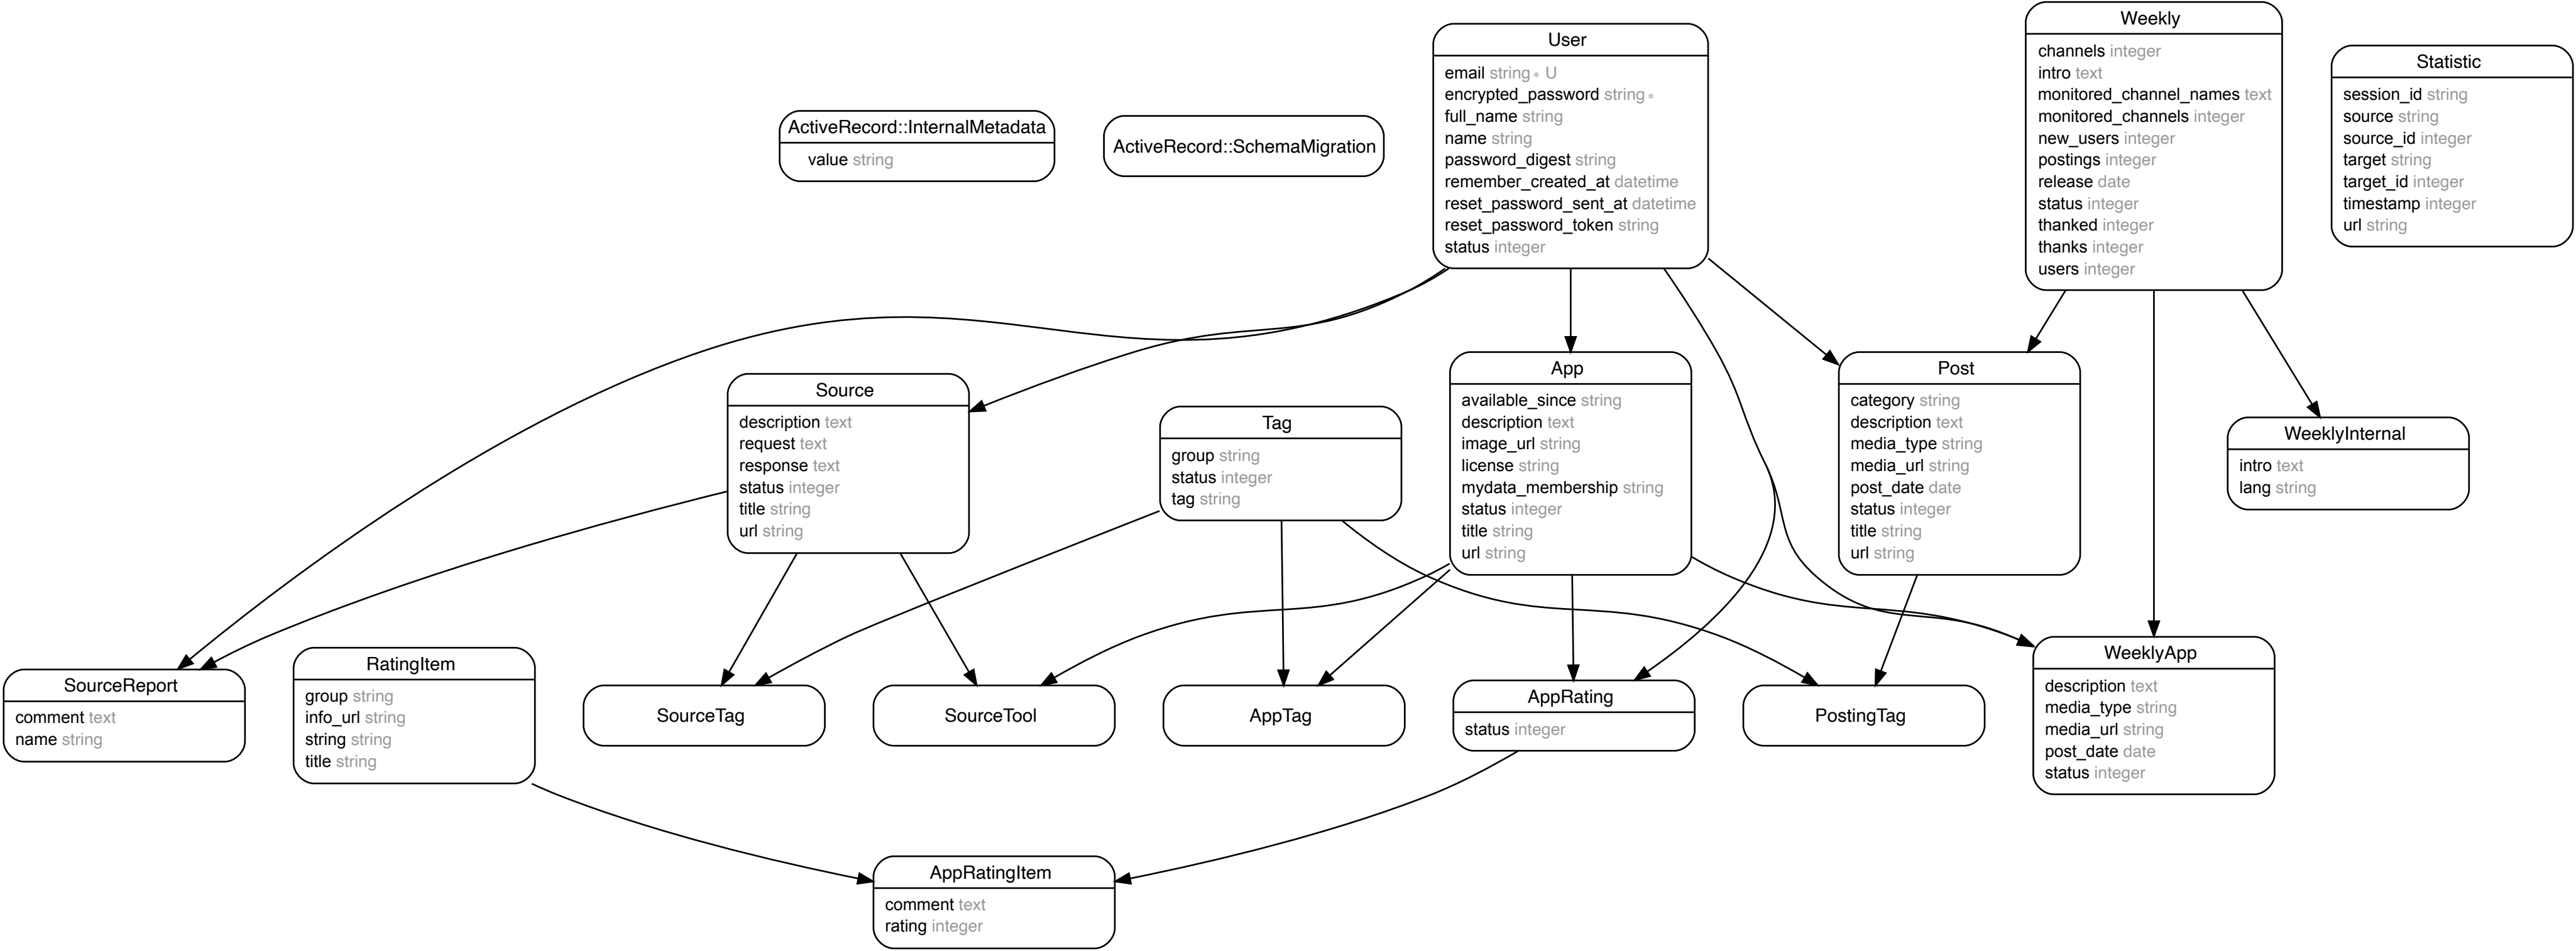 User
email string∗ U
encrypted_password string∗
full_name string
name string
password_digest string
remember_created_at datetime
reset_password_sent_at datetime
reset_password_token string
status integer
Weekly
channels integer
intro text
monitored_channel_names text
monitored_channels integer
new_users integer
postings integer
release date
status integer
thanked integer
thanks integer
users integer
Statistic
session_id string
source string
source_id integer
target string
target_id integer
timestamp integer
url string
ActiveRecord::InternalMetadata
value string
ActiveRecord::SchemaMigration
Source
description text
request text
response text
status integer
title string
url string
Tag
group string
status integer
tag string
App
available_since string
description text
image_url string
license string
mydata_membership string
status integer
title string
url string
Post
category string
description text
media_type string
media_url string
post_date date
status integer
title string
url string
WeeklyInternal
intro text
lang string
SourceReport
comment text
name string
RatingItem
group string
info_url string
string string
title string
SourceTag
SourceTool
AppTag
AppRating
status integer
PostingTag
WeeklyApp
description text
media_type string
media_url string
post_date date
status integer
AppRatingItem
comment text
rating integer